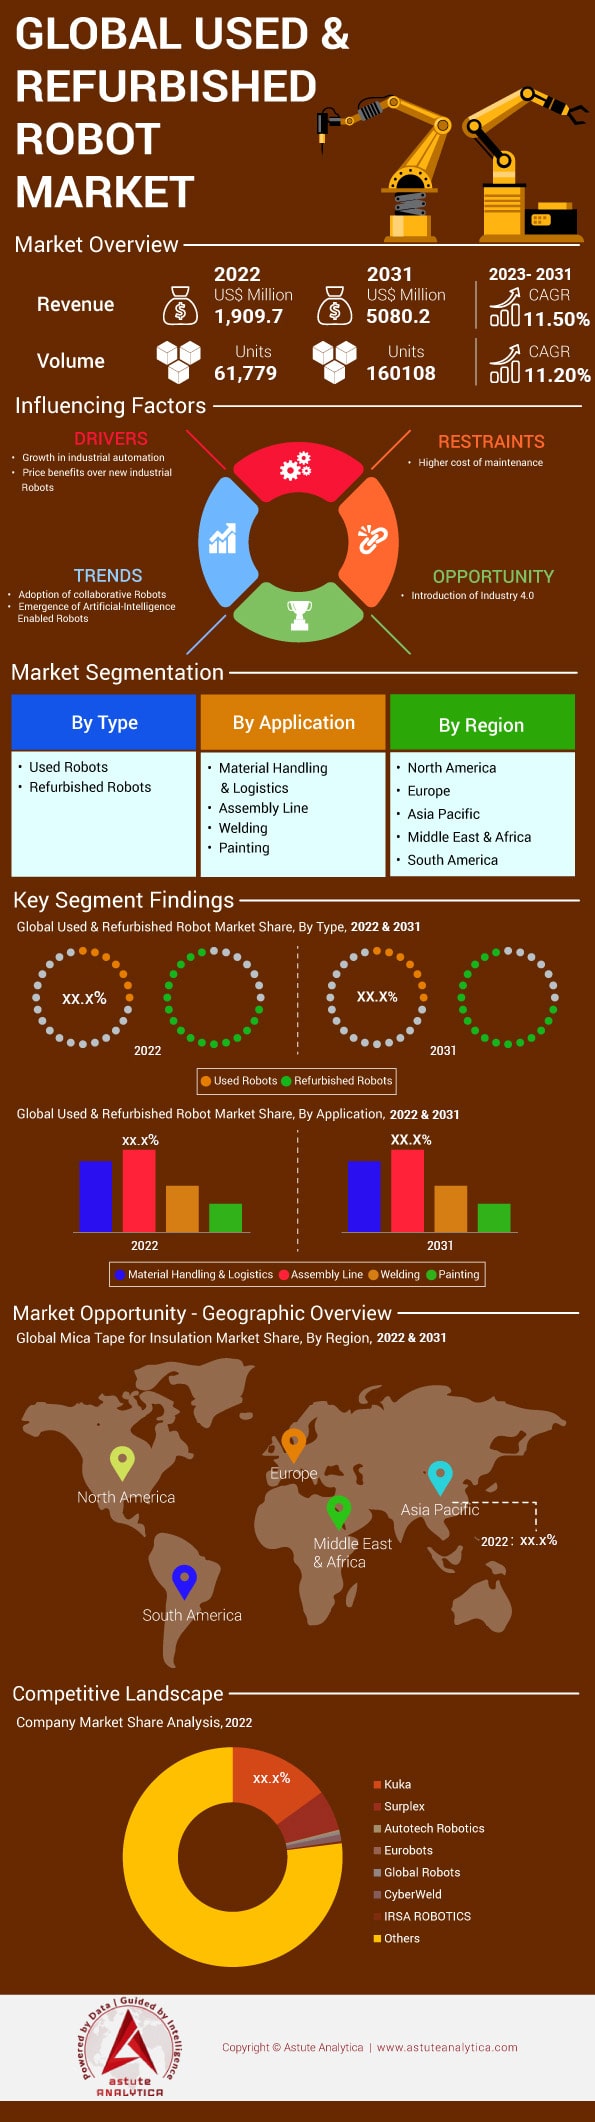 GLOBAL USED &
REFURBISHED
ROBOT
MARKET
Market Overview
Revenue
2022
US$ Million
1,909.7
2031
US$ Million
5080.2
2023- 2031
CAGR
11.50%
Volume
Units
61,779
Units
160108
CAGR
11.20%
Influencing Factors
DRIVERS
• Growth in industrial automation
• Price benefits over new industrial
Robots
RESTRAINTS
• Higher cost of maintenance
TRENDS
• Adoption of collaborative Robots
• Emergence of Artificial-Intelligence
Enabled Robots
OPPORTUNITY
• Introduction of Industry 4.0
Market Segmentation
By Type
• Used Robots
• Refurbished Robots
By Application
• Material Handling
& Logistics
• Assembly Line
• Welding
• Painting
By Region
• North America
• Europe
• Asia Pacific
• Middle East & Africa
• South America
Key Segment Findings
Global Used & Refurbished Robot Market Share, By Type, 2022 & 2031
xx.x%
XX.X%
2022
2031
Used Robots Refurbished Robots
Global Used & Refurbished Robot Market Share, By Application, 2022 & 2031
xx.x%
XX.X%
2022
2031
Material Handling & Logistics Assembly Line Welding Painting
Market Opportunity - Geographic Overview
Global Mica Tape for Insulation Market Share, By Region, 2022 & 2031
North America
Europe
Asia Pacific
Middle East
& Africa
2022: xx.x%
South America
Competitive Landscape
Company Market Share Analysis, 2022
xx.x%
Kuka
Surplex
Autotech Robotics
Eurobots
Global Robots
CyberWeld
IRSA ROBOTICS
Others
Powered by Data | Guided by Intelligence
astute
ANALYTICA
Copyright © Astute Analytica | www.astuteanalytica.com